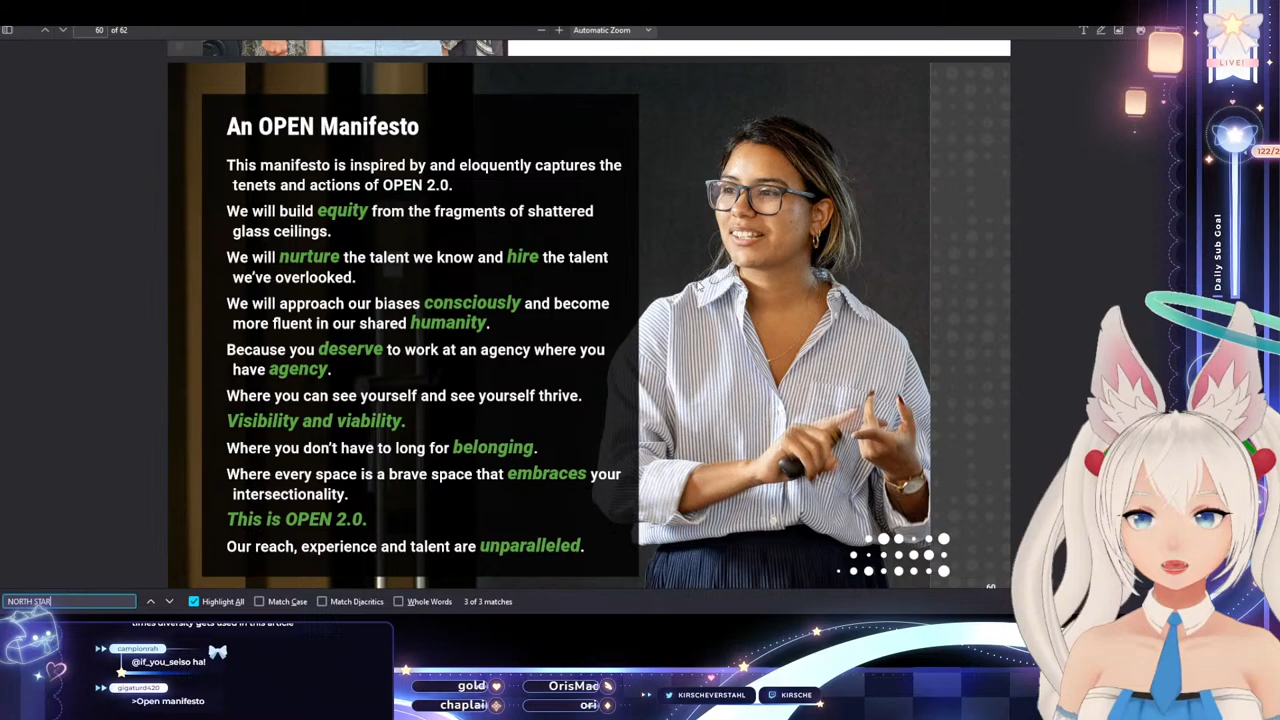 60 of 62
Automatic Zoom
LIVE!
122/2
Daily Sub Goal
An OPEN Manifesto
This manifesto is inspired by and eloquently captures the
tenets and actions of OPEN 2.0.
We will build equity from the fragments of shattered
glass ceilings.
We will nurture the talent we know and hire the talent
we've overlooked.
We will approach our biases consciously and become
more fluent in our shared humanity.
Because you deserve to work at an agency where you
have agency.
Where you can see yourself and see yourself thrive.
Visibility and viability.
Where you don't have to long for belonging.
Where every space is a brave space that embraces your
intersectionality.
This is OPEN 2.0.
Our reach, experience and talent are unparalleled.
60
NORTH STAR
Highlight All
Match Case
Match Diacritics
Whole Words
3 of 3 matches
times diversity gets used in this article
campionrah
@if_you_seiso ha!
gigaturd420
>Open manifesto
gold
OrisMac
chaplai
ori
KIRSCHEVERSTAHL
KIRSCHE